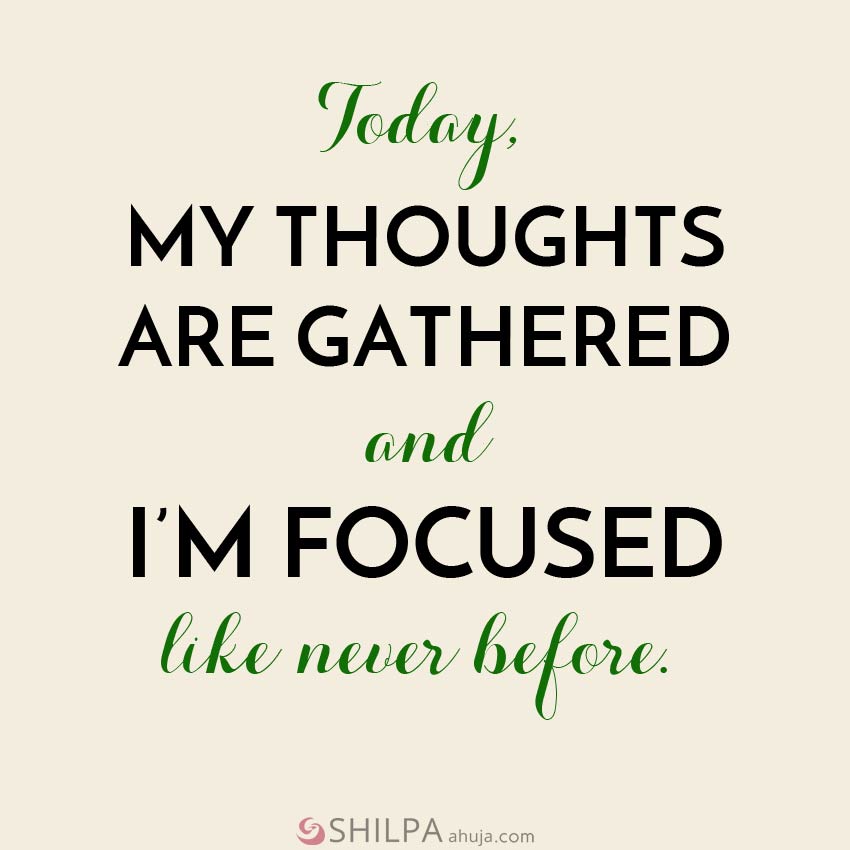 Today,
MY THOUGHTS
ARE GATHERED
and
I'M FOCUSED
like never before.
SHILPA ahuja.com